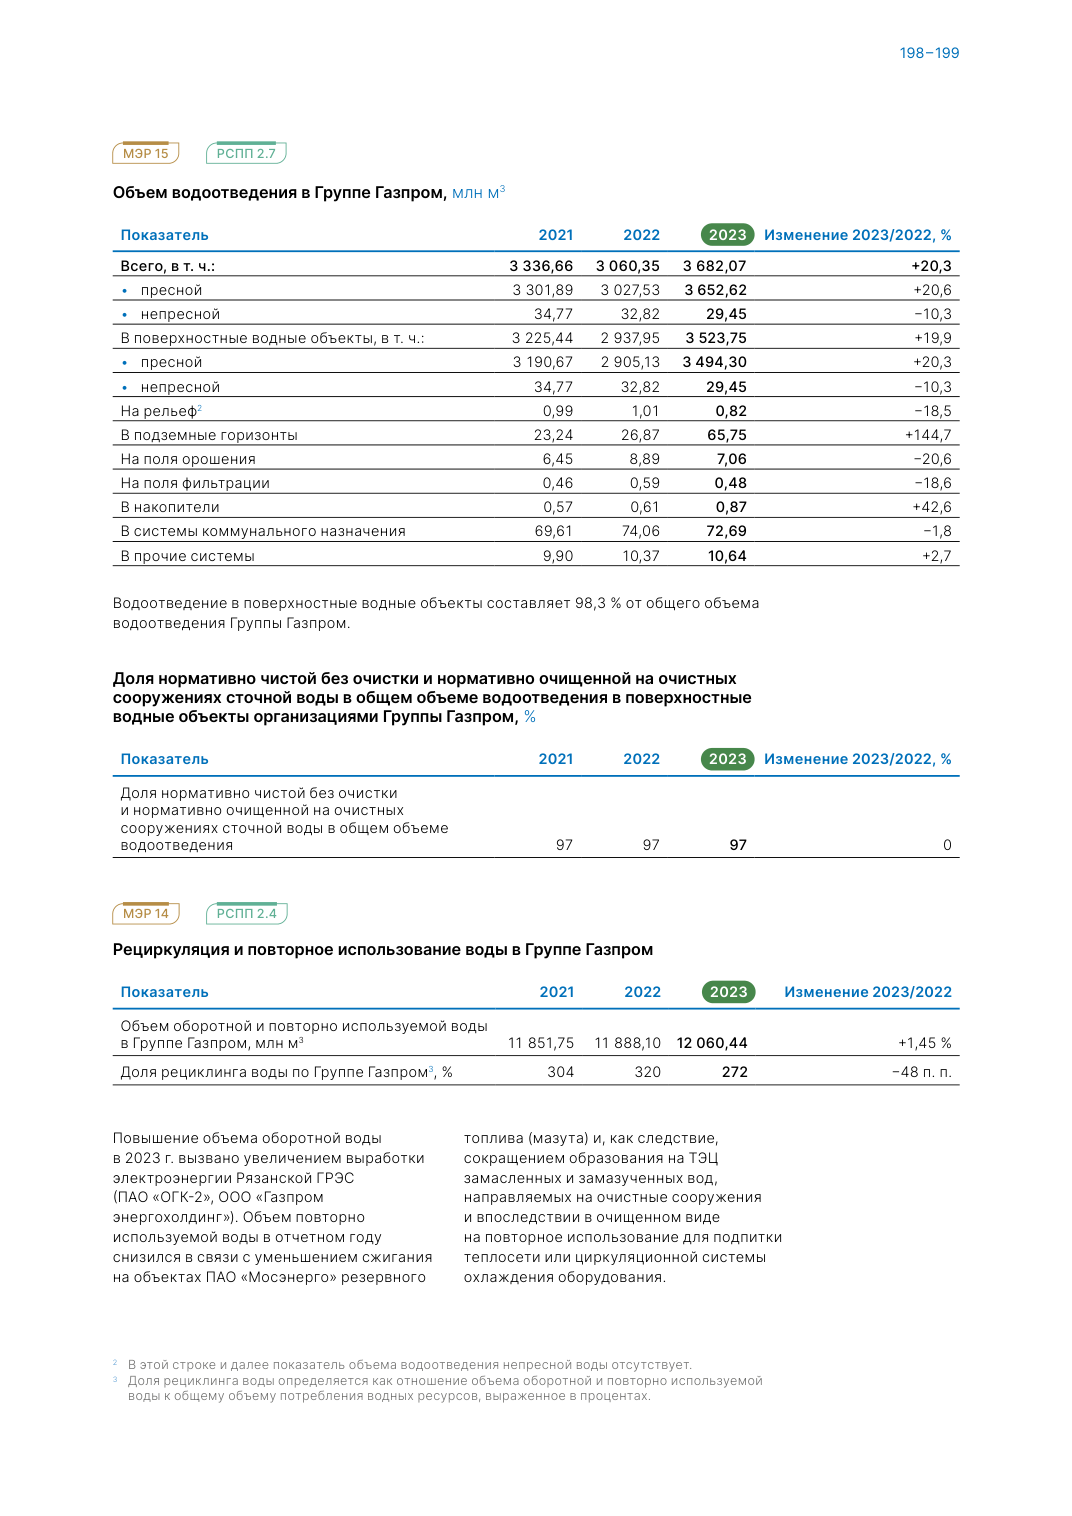 198–199
МЭР 15 РСПП 2.7
Объем водоотведения в Группе Газпром, млн м³
Показатель 2021 2022 2023 Изменение 2023/2022, %
Всего, в т. ч.: 3 336,66 3 060,35 3 682,07 +20,3
• пресной 3 301,89 3 027,53 3 652,62 +20,6
• непресной 34,77 32,82 29,45 −10,3
В поверхностные водные объекты, в т. ч.: 3 225,44 2 937,95 3 523,75 +19,9
• пресной 3 190,67 2 905,13 3 494,30 +20,3
• непресной 34,77 32,82 29,45 −10,3
На рельеф² 0,99 1,01 0,82 −18,5
В подземные горизонты 23,24 26,87 65,75 +144,7
На поля орошения 6,45 8,89 7,06 −20,6
На поля фильтрации 0,46 0,59 0,48 −18,6
В накопители 0,57 0,61 0,87 +42,6
В системы коммунального назначения 69,61 74,06 72,69 −1,8
В прочие системы 9,90 10,37 10,64 +2,7
Водоотведение в поверхностные водные объекты составляет 98,3 % от общего объема
водоотведения Группы Газпром.
Доля нормативно чистой без очистки и нормативно очищенной на очистных
сооружениях сточной воды в общем объеме водоотведения в поверхностные
водные объекты организациями Группы Газпром, %
Показатель 2021 2022 2023 Изменение 2023/2022, %
Доля нормативно чистой без очистки
и нормативно очищенной на очистных
сооружениях сточной воды в общем объеме
водоотведения 97 97 97 0
МЭР 14 РСПП 2.4
Рециркуляция и повторное использование воды в Группе Газпром
Показатель 2021 2022 2023 Изменение 2023/2022
Объем оборотной и повторно используемой воды
в Группе Газпром, млн м³ 11 851,75 11 888,10 12 060,44 +1,45 %
Доля рециклинга воды по Группе Газпром³, % 304 320 272 −48 п. п.
Повышение объема оборотной воды
в 2023 г. вызвано увеличением выработки
электроэнергии Рязанской ГРЭС
(ПАО «ОГК-2», ООО «Газпром
энергохолдинг»). Объем повторно
используемой воды в отчетном году
снизился в связи с уменьшением сжигания
на объектах ПАО «Мосэнерго» резервного
топлива (мазута) и, как следствие,
сокращением образования на ТЭЦ
замасленных и замазученных вод,
направляемых на очистные сооружения
и впоследствии в очищенном виде
на повторное использование для подпитки
теплосети или циркуляционной системы
охлаждения оборудования.
² В этой строке и далее показатель объема водоотведения непресной воды отсутствует.
³ Доля рециклинга воды определяется как отношение объема оборотной и повторно используемой
воды к общему объему потребления водных ресурсов, выраженное в процентах.